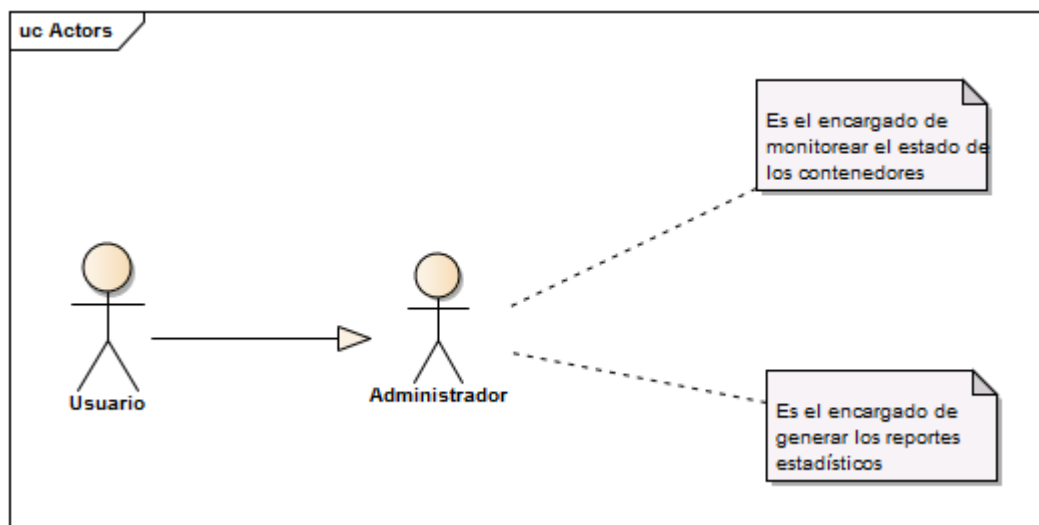 uc Actors
Es el encargado de
monitorear el estado de
los contenedores
Usuario
Administrador
Es el encargado de
generar los reportes
estadísticos